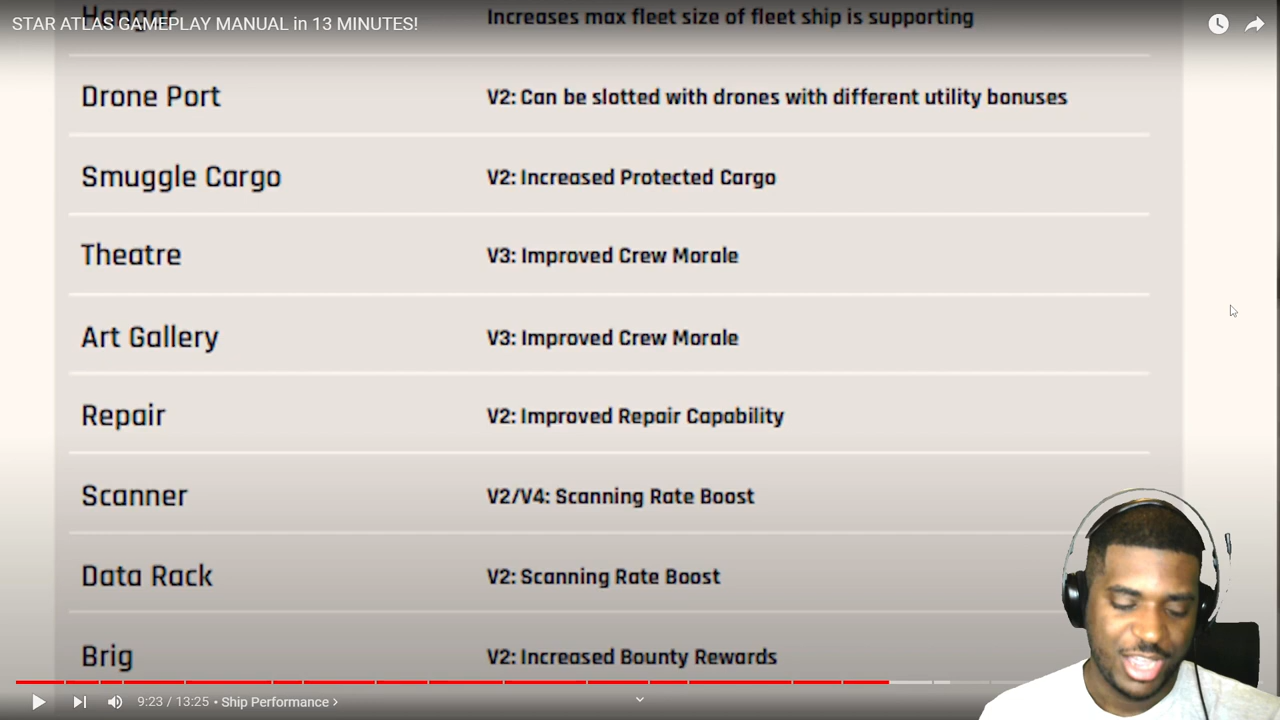 STAR ATLAS GAMEPLAY MANUAL in 13 MINUTES!
Hangar Increases max fleet size of fleet ship is supporting
Drone Port V2: Can be slotted with drones with different utility bonuses
Smuggle Cargo V2: Increased Protected Cargo
Theatre V3: Improved Crew Morale
Art Gallery V3: Improved Crew Morale
Repair V2: Improved Repair Capability
Scanner V2/V4: Scanning Rate Boost
Data Rack V2: Scanning Rate Boost
Brig V2: Increased Bounty Rewards
9:23 / 13:25 • Ship Performance >